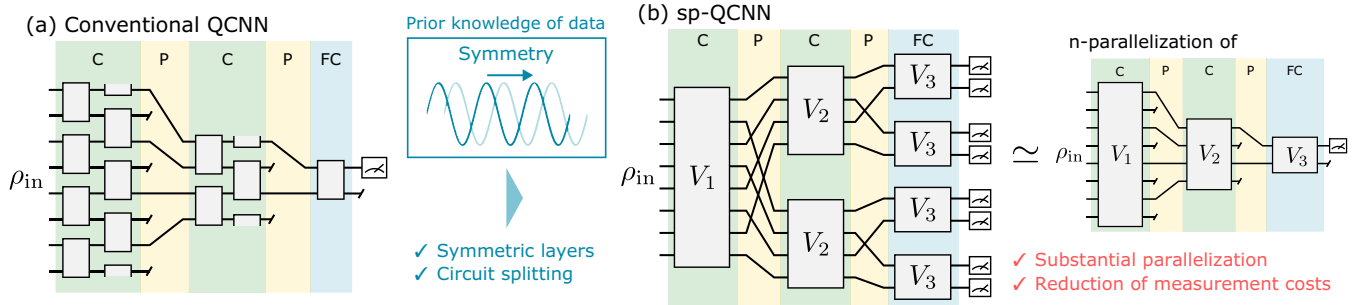 (a) Conventional QCNN
C P C P FC
ρin
Prior knowledge of data
Symmetry
✓ Symmetric layers
✓ Circuit splitting
(b) sp-QCNN
C P C P FC
ρin
V1
V2
V2
V3
V3
V3
V3
≃
n-parallelization of
C P C P FC
ρin
V1
V2
V3
✓ Substantial parallelization
✓ Reduction of measurement costs